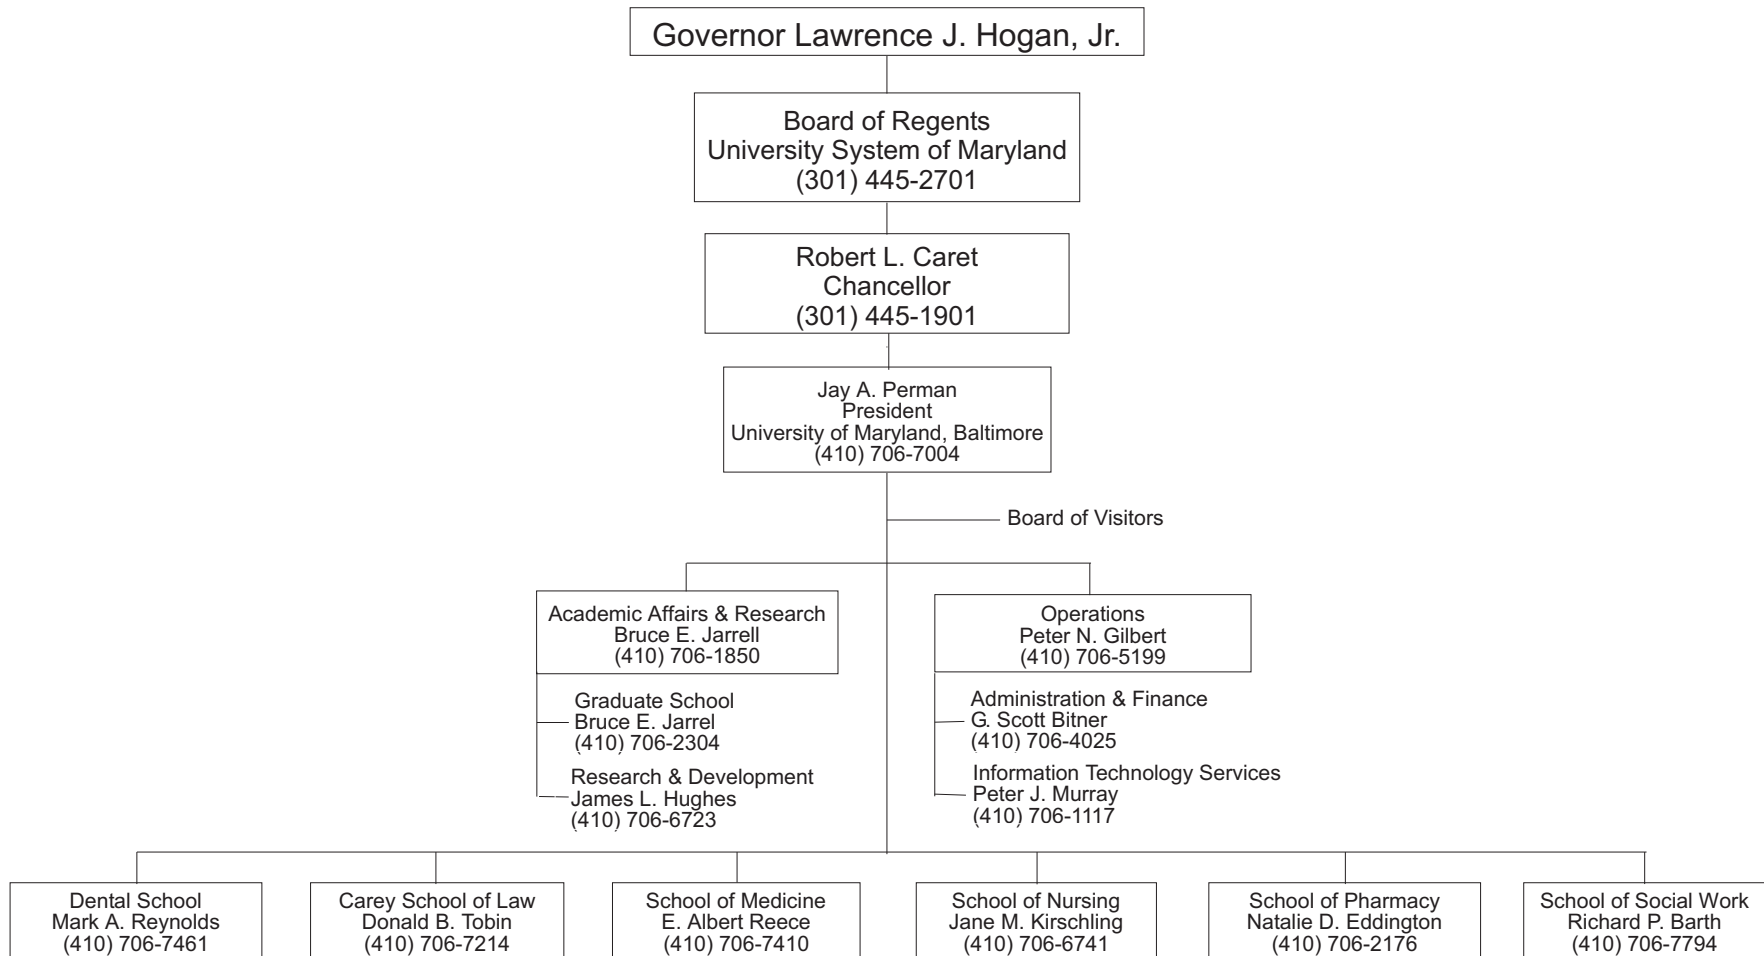 Governor Lawrence J. Hogan, Jr.
Board of Regents
University System of Maryland
(301) 445-2701
Robert L. Caret
Chancellor
(301) 445-1901
Jay A. Perman
President
University of Maryland, Baltimore
(410) 706-7004
Board of Visitors
Academic Affairs & Research
Bruce E. Jarrell
(410) 706-1850
Graduate School
Bruce E. Jarrel
(410) 706-2304
Research & Development
James L. Hughes
(410) 706-6723
Operations
Peter N. Gilbert
(410) 706-5199
Administration & Finance
G. Scott Bitner
(410) 706-4025
Information Technology Services
Peter J. Murray
(410) 706-1117
Dental School
Mark A. Reynolds
(410) 706-7461
Carey School of Law
Donald B. Tobin
(410) 706-7214
School of Medicine
E. Albert Reece
(410) 706-7410
School of Nursing
Jane M. Kirschling
(410) 706-6741
School of Pharmacy
Natalie D. Eddington
(410) 706-2176
School of Social Work
Richard P. Barth
(410) 706-7794